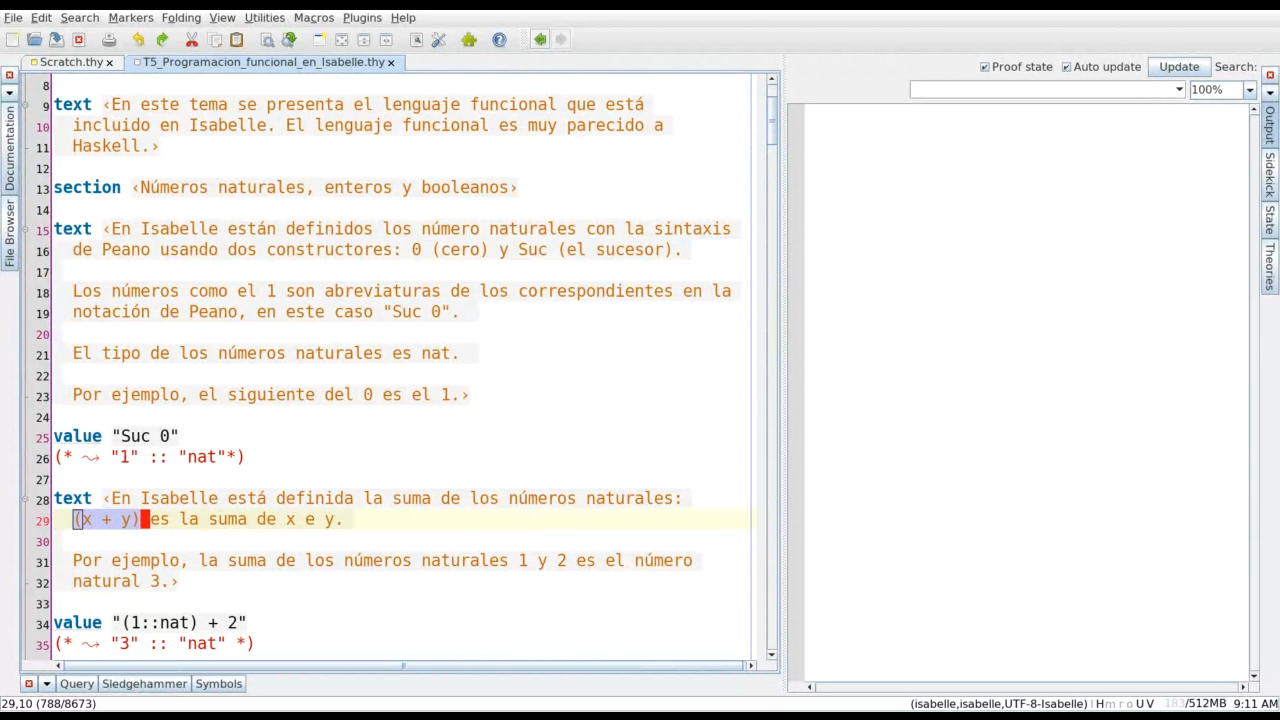 File Edit Search Markers Folding View Utilities Macros Plugins Help
Scratch.thy
T5_Programacion_funcional_en_Isabelle.thy
Proof state
Auto update
Update
Search:
100%
Documentation
File Browser
Output
Sidekick
State
Theories
8
9 text ‹En este tema se presenta el lenguaje funcional que está
10 incluido en Isabelle. El lenguaje funcional es muy parecido a
11 Haskell.›
12
13 section ‹Números naturales, enteros y booleanos›
14
15 text ‹En Isabelle están definidos los número naturales con la sintaxis
16 de Peano usando dos constructores: 0 (cero) y Suc (el sucesor).
17
18 Los números como el 1 son abreviaturas de los correspondientes en la
19 notación de Peano, en este caso "Suc 0".
20
21 El tipo de los números naturales es nat.
22
23 Por ejemplo, el siguiente del 0 es el 1.›
24
25 value "Suc 0"
26 (* ⤳ "1" :: "nat"*)
27
28 text ‹En Isabelle está definida la suma de los números naturales:
29 (x + y) es la suma de x e y.
30
31 Por ejemplo, la suma de los números naturales 1 y 2 es el número
32 natural 3.›
33
34 value "(1::nat) + 2"
35 (* ⤳ "3" :: "nat" *)
Query Sledgehammer Symbols
29,10 (788/8673)
(isabelle,isabelle,UTF-8-Isabelle) | H m r o U V 183/512MB 9:11 AM